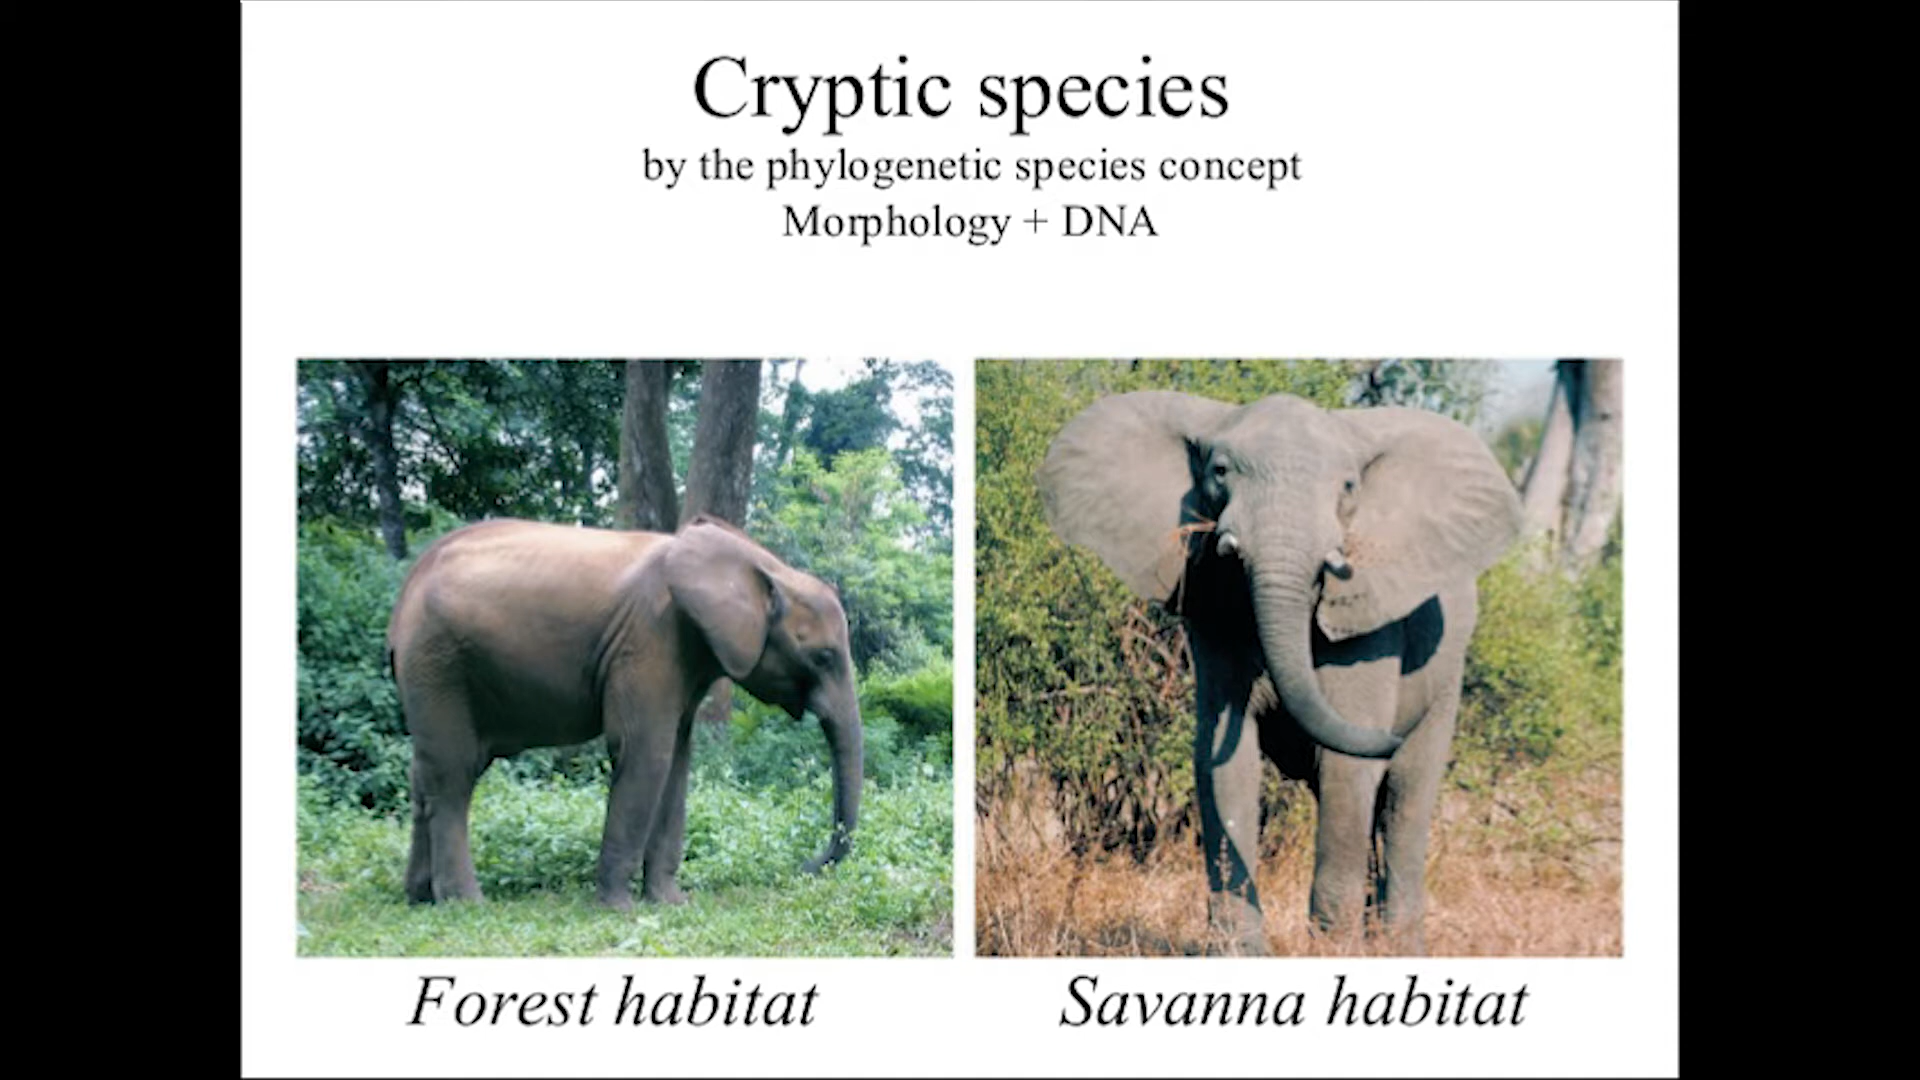 Cryptic species
by the phylogenetic species concept
Morphology + DNA
Forest habitat
Savanna habitat